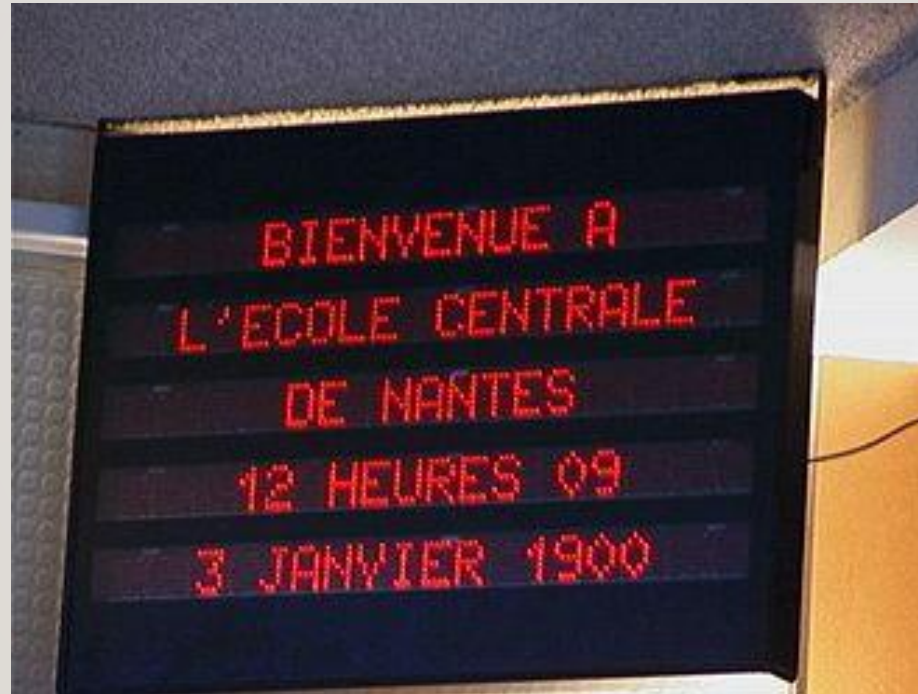 BIENVENUE A
L'ECOLE CENTRALE
DE NANTES
12 HEURES 09
3 JANVIER 1900